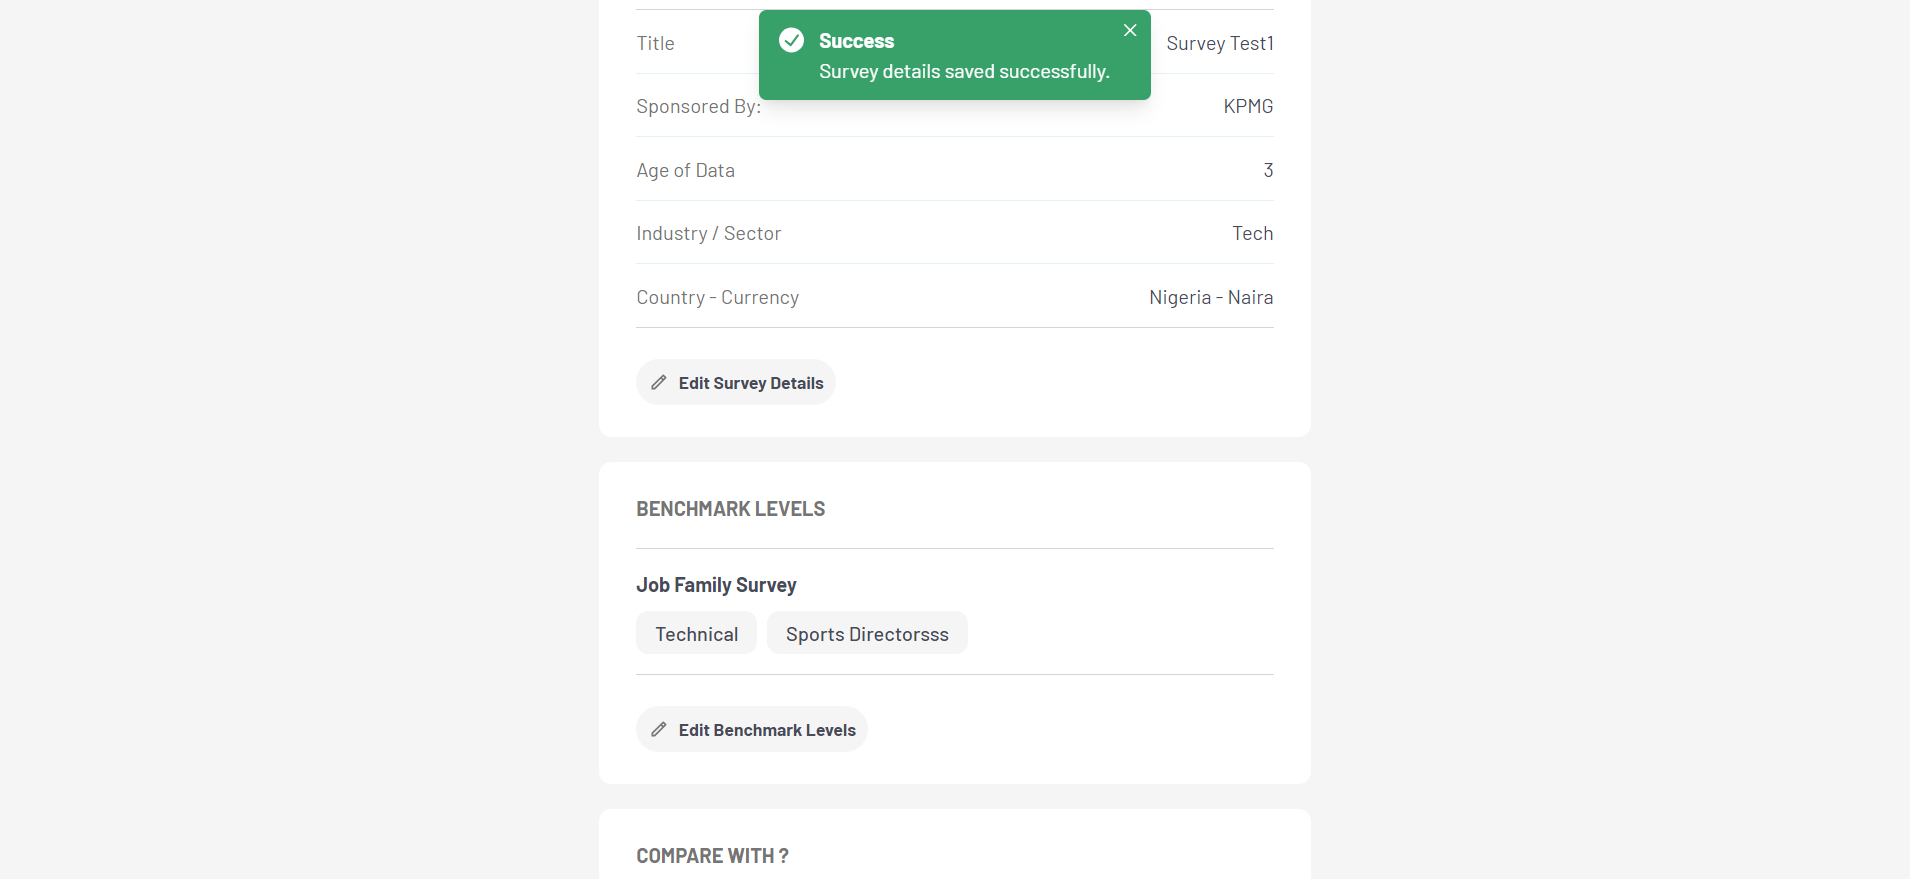 Success
Survey details saved successfully.
Title Survey Test1
Sponsored By: KPMG
Age of Data 3
Industry / Sector Tech
Country - Currency Nigeria - Naira
Edit Survey Details
BENCHMARK LEVELS
Job Family Survey
Technical Sports Directorsss
Edit Benchmark Levels
COMPARE WITH ?